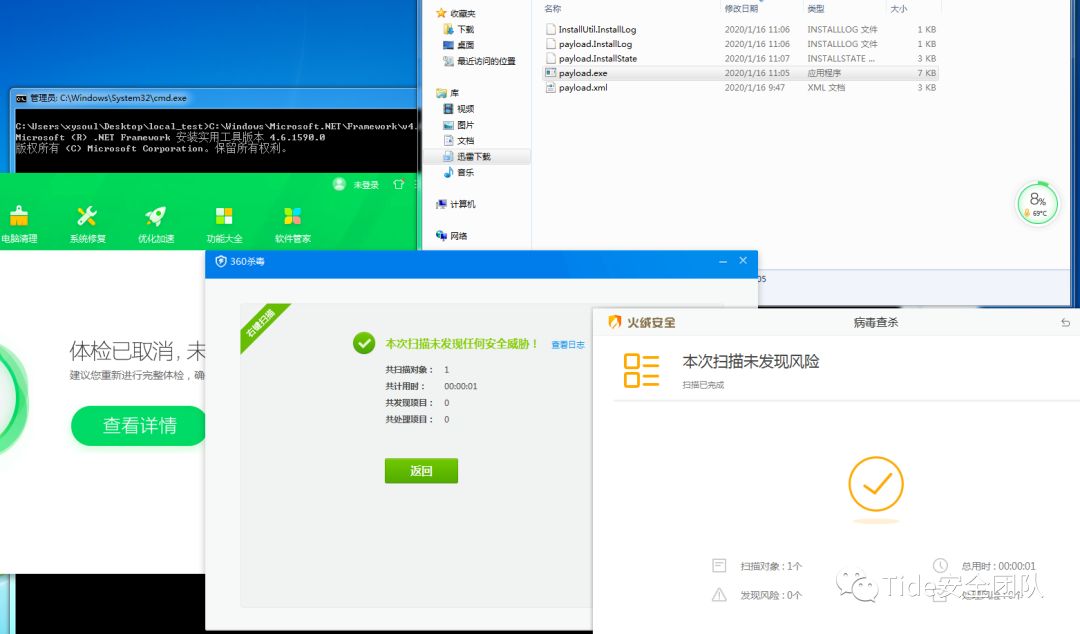 收藏夹
下载
桌面
最近访问的位置
库
视频
图片
文档
迅雷下载
音乐
计算机
网络
名称 修改日期 类型 大小
InstallUtil.InstallLog 2020/1/16 11:06 INSTALLLOG 文件 1 KB
payload.InstallLog 2020/1/16 11:06 INSTALLLOG 文件 1 KB
payload.InstallState 2020/1/16 11:07 INSTALLSTATE ... 3 KB
payload.exe 2020/1/16 11:05 应用程序 7 KB
payload.xml 2020/1/16 9:47 XML 文档 3 KB
管理员: C:\Windows\System32\cmd.exe
C:\Users\xysoul\Desktop\local_test>C:\Windows\Microsoft.NET\Framework\v4.
Microsoft (R) .NET Framework 安装实用工具版本 4.6.1590.0
版权所有 (C) Microsoft Corporation。保留所有权利。
未登录
电脑清理 系统修复 优化加速 功能大全 软件管家
8%
69°C
05
体检已取消, 未
建议您重新进行完整体检，确
查看详情
360杀毒
右键扫描
本次扫描未发现任何安全威胁！ 查看日志
共扫描对象： 1
共计用时： 00:00:01
共发现项目： 0
共处理项目： 0
返回
火绒安全 病毒查杀
本次扫描未发现风险
扫描已完成
扫描对象 : 1个 总用时 : 00:00:01
发现风险 : 0个
Tide安全团队